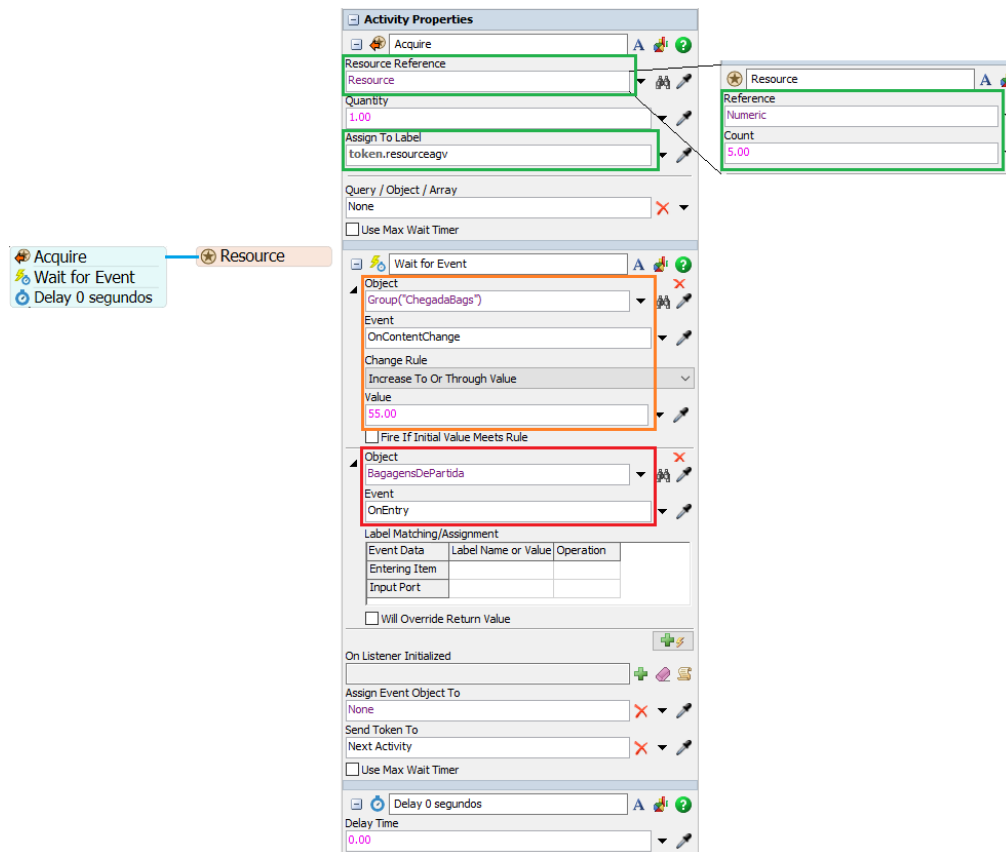 Acquire
Wait for Event
Delay 0 segundos
Resource
Activity Properties
Acquire
A
Resource Reference
Resource
Quantity
1.00
Assign To Label
token.resourceagv
Query / Object / Array
None
Use Max Wait Timer
Wait for Event
A
Object
Group("ChegadaBags")
Event
OnContentChange
Change Rule
Increase To Or Through Value
Value
55.00
Fire If Initial Value Meets Rule
Object
BagagensDePartida
Event
OnEntry
Label Matching/Assignment
Event Data Label Name or Value Operation
Entering Item
Input Port
Will Override Return Value
On Listener Initialized
Assign Event Object To
None
Send Token To
Next Activity
Use Max Wait Timer
Delay 0 segundos
A
Delay Time
0.00
Resource
A
Reference
Numeric
Count
5.00